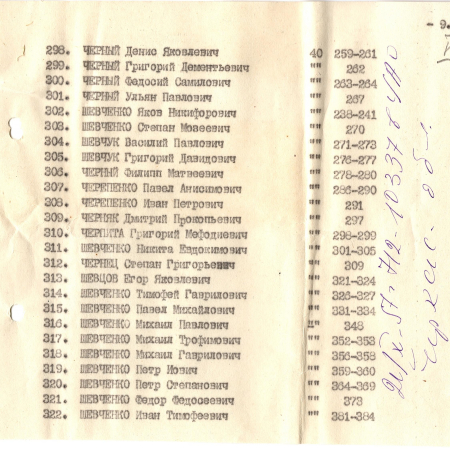 - 9.
298. ЧЕРНЫЙ Денис Яковлевич 40 259-261
299. ЧЕРНЫЙ Григорий Дементьевич "" 262
300. ЧЕРНЫЙ Федосий Самилович "" 263-264
301. ЧЕРНЫЙ Ульян Павлович "" 267
302. ШЕВЧЕНКО Яков Никифорович "" 238-241
303. ШЕВЧЕНКО Степан Мовеевич "" 270
304. ШЕВЧУК Василий Павлович "" 271-273
305. ШЕВЧУК Григорий Давидович "" 276-277
306. ЧЕРНЫЙ Филипп Матвеевич "" 278-280
307. ЧЕРЕПЕНКО Павел Анисимович "" 286-290
308. ЧЕРЕПЕНКО Иван Петрович "" 291
309. ЧЕРНЯК Дмитрий Прокопьевич "" 297
310. ЧЕРПИТА Григорий Мефодиевич "" 298-299
311. ШЕВЧЕНКО Никита Евдокимович "" 301-305
312. ЧЕРНЕЦ Степан Григорьевич "" 309
313. ШЕВЦОВ Егор Яковлевич "" 321-324
314. ШЕВЧЕНКО Тимофей Гаврилович "" 326-327
315. ШЕВЧЕНКО Павел Михайлович "" 331-334
316. ШЕВЧЕНКО Михаил Павлович "" 348
317. ШЕВЧЕНКО Михаил Трофимович "" 352-353
318. ШЕВЧЕНКО Михаил Гаврилович "" 356-358
319. ШЕВЧЕНКО Петр Иович "" 359-360
320. ШЕВЧЕНКО Петр Степанович "" 364-369
321. ШЕВЧЕНКО Федор Федосеевич "" 373
322. ШЕВЧЕНКО Иван Тимофеевич "" 381-384
обл.